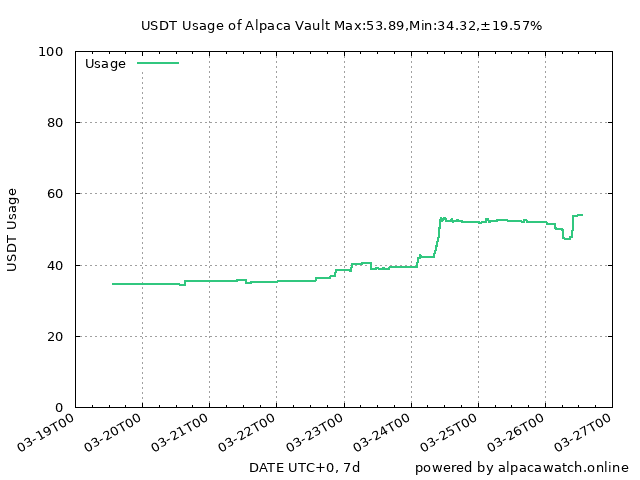 USDT Usage of Alpaca Vault Max:53.89,Min:34.32,±19.57%
Usage
100
80
60
40
20
0
USDT Usage
03-19T00
03-20T00
03-21T00
03-22T00
03-23T00
03-24T00
03-25T00
03-26T00
03-27T00
DATE UTC+0, 7d
powered by alpacawatch.online